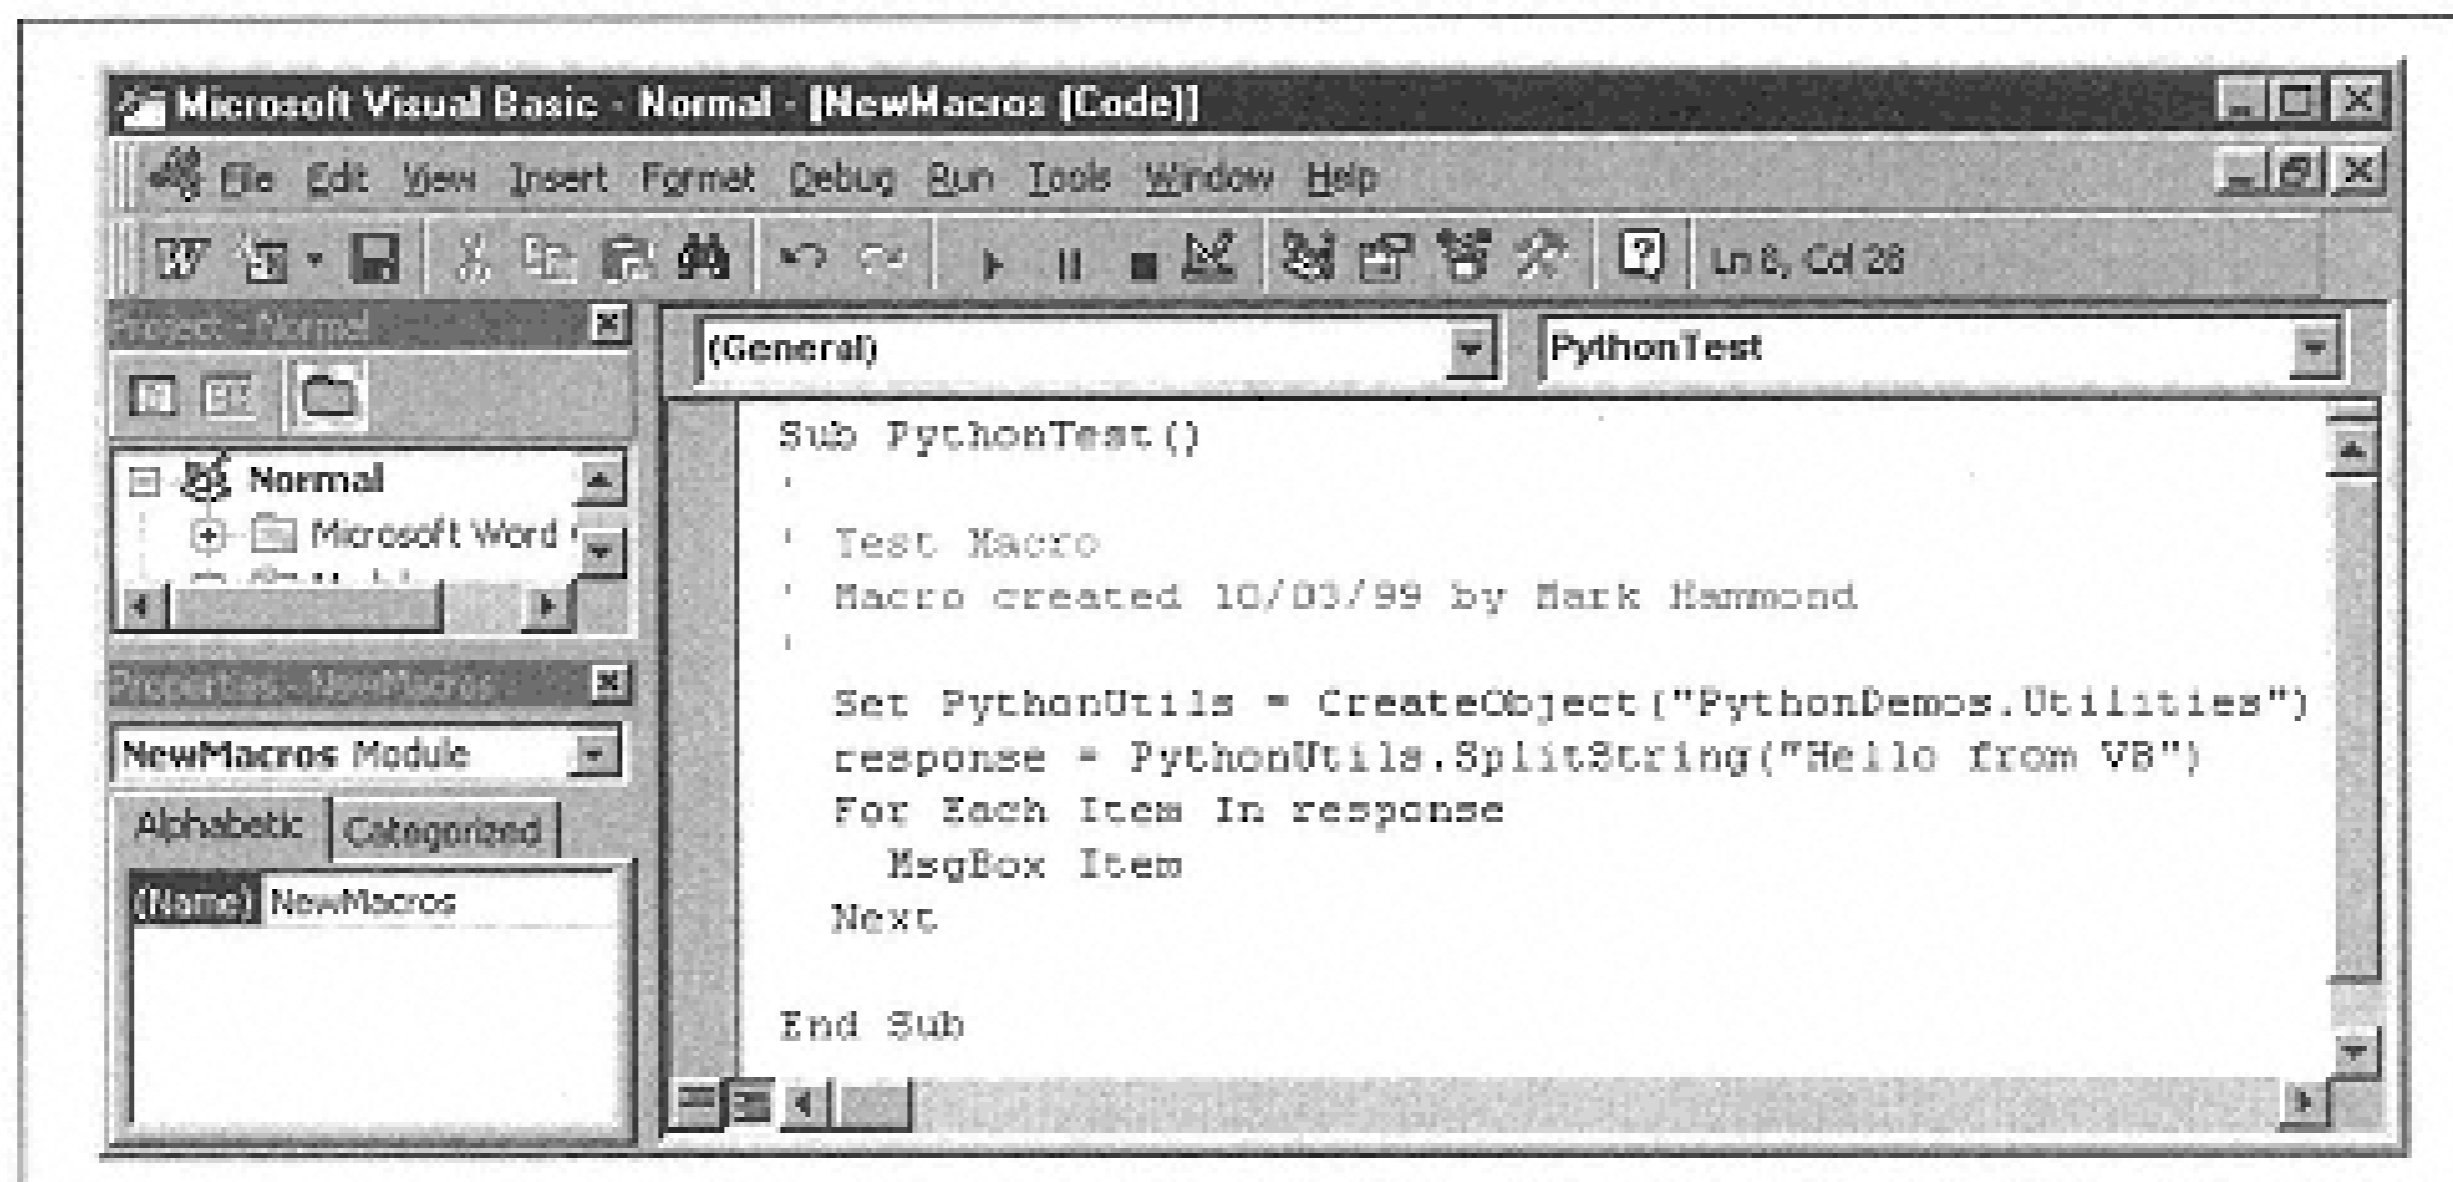 Microsoft Visual Basic - Normal - [NewMacros (Code)]
File Edit View Insert Format Debug Run Tools Window Help
Ln 8, Col 28
Project - Normal
(General)
PythonTest
Normal
Microsoft Word
Properties - NewMacros
NewMacros Module
Alphabetic Categorized
(Name) NewMacros
Sub PythonTest()
'
' Test Macro
' Macro created 10/03/99 by Mark Hammond
'
Set PythonUtils = CreateObject("PythonDemos.Utilities")
response = PythonUtils.SplitString("Hello from VB")
For Each Item In response
MsgBox Item
Next
End Sub